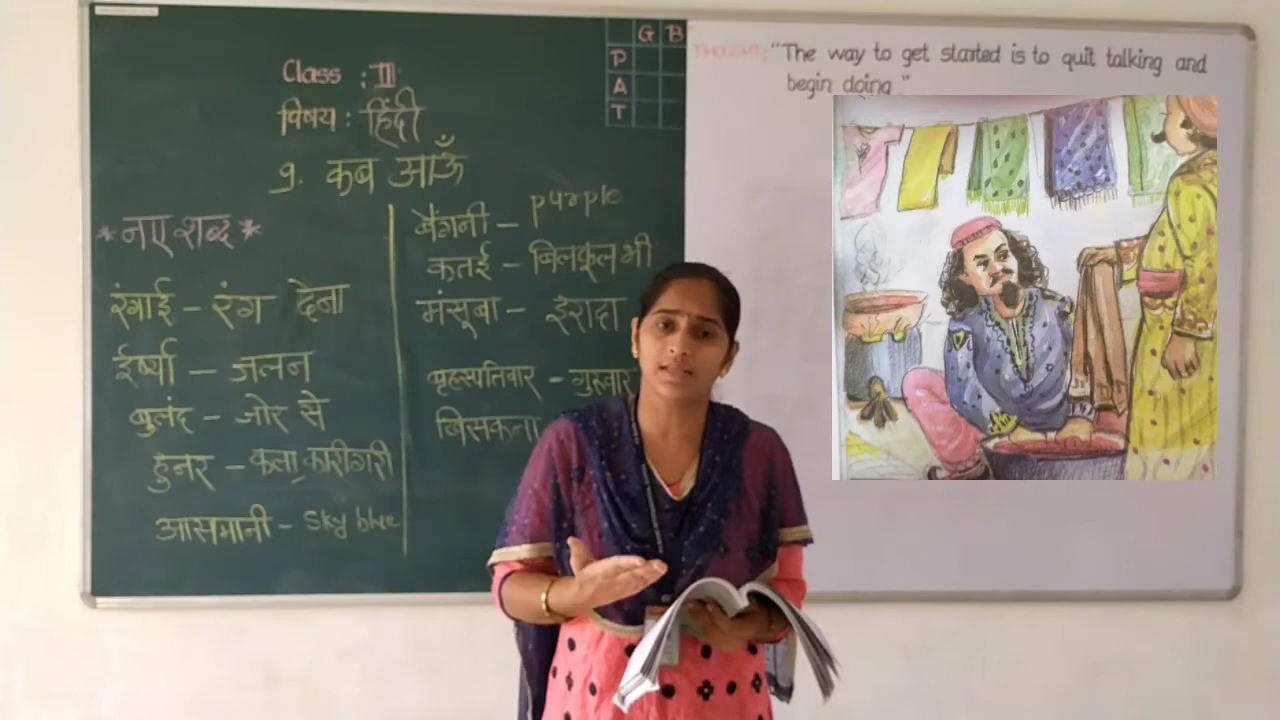 Class : III
विषय : हिंदी
9. कब आऊँ
* नए शब्द *
रंगाई – रंग देना
ईर्ष्या – जलन
बुलंद – जोर से
हुनर – कला, कारीगरी
आसमानी – Sky blue
बैंगनी – purple
कतई – बिलकूल भी
मंसूबा – इरादा
बृहस्पतिवार – गुरूवार
खिसकना
G B
P
A
T
THOUGHT: "The way to get started is to quit talking and
begin doing."